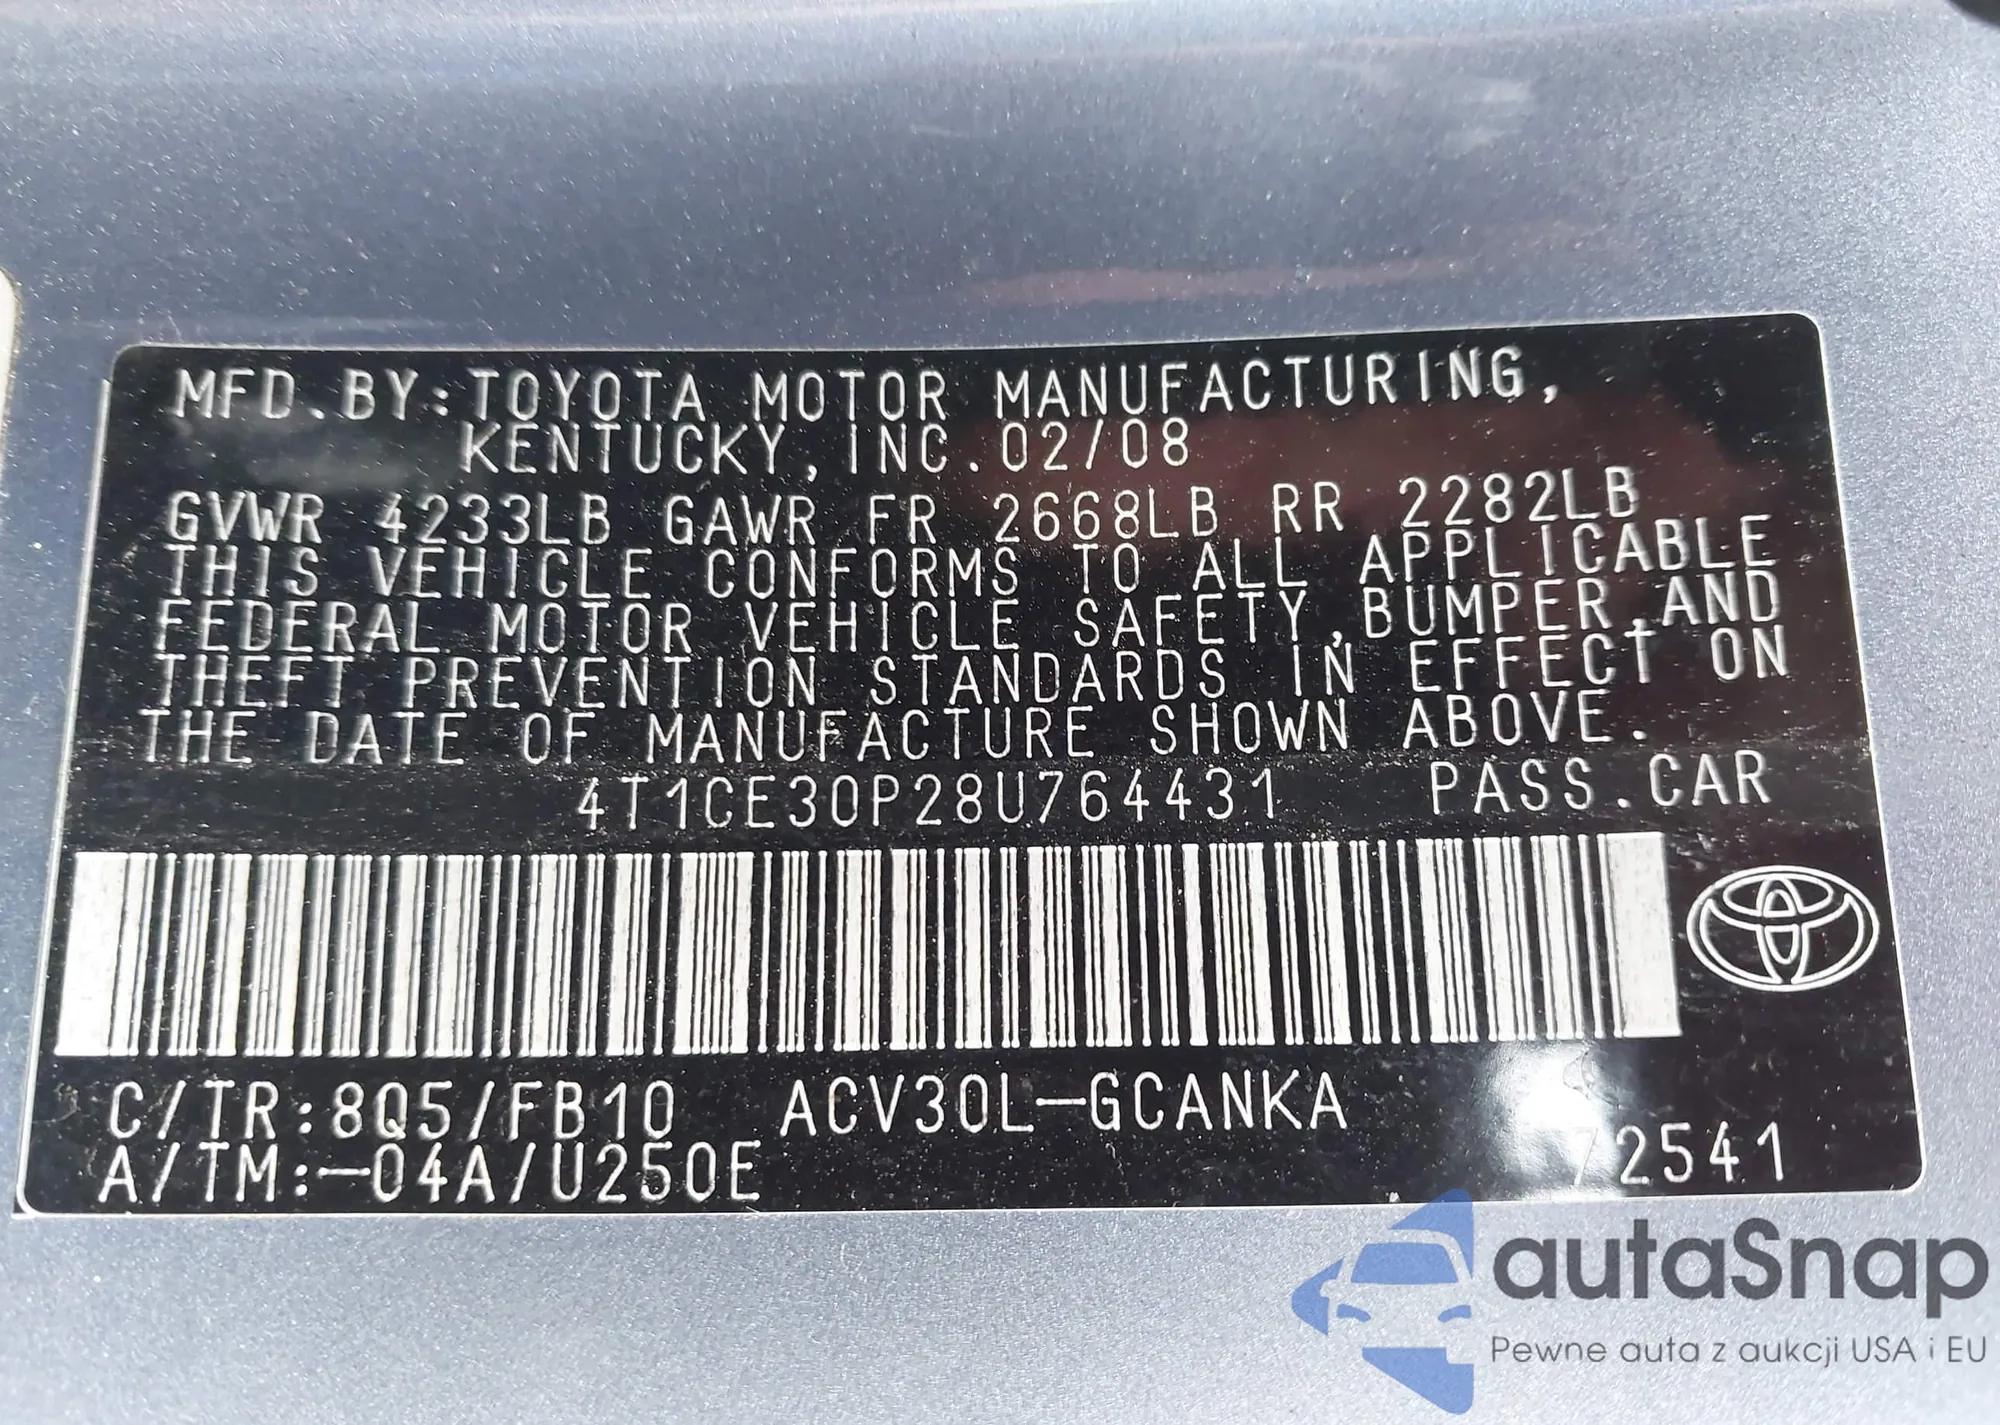 MFD.BY:TOYOTA MOTOR MANUFACTURING,
KENTUCKY,INC.02/08
GVWR 4233LB GAWR FR 2668LB RR 2282LB
THIS VEHICLE CONFORMS TO ALL APPLICABLE
FEDERAL MOTOR VEHICLE SAFETY,BUMPER,AND
THEFT PREVENTION STANDARDS IN EFFECT ON
THE DATE OF MANUFACTURE SHOWN ABOVE.
4T1CE30P28U764431 PASS.CAR
C/TR:8Q5/FB10 ACV30L-GCANKA
A/TM:-04A/U250E 72541
autaSnap
Pewne auta z aukcji USA i EU